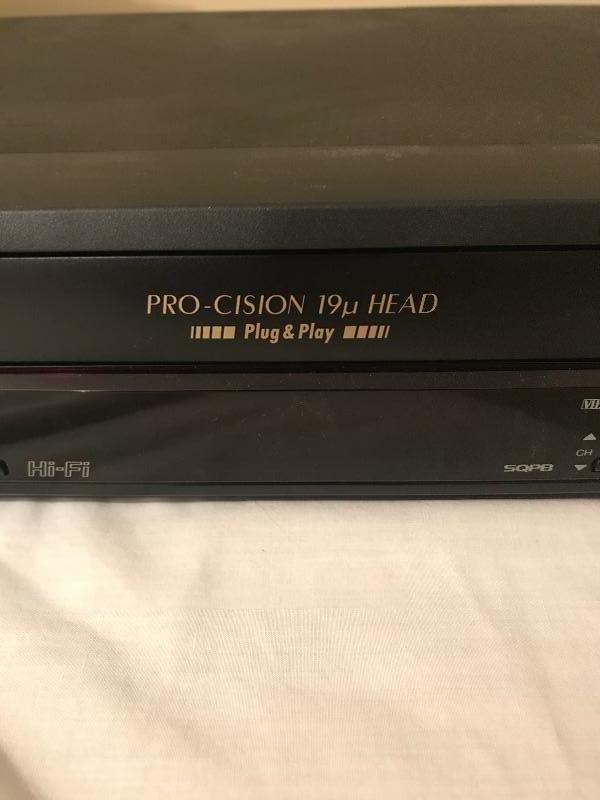 PRO-CISION 19µ HEAD
Plug & Play
CH
Hi-Fi
SQPB